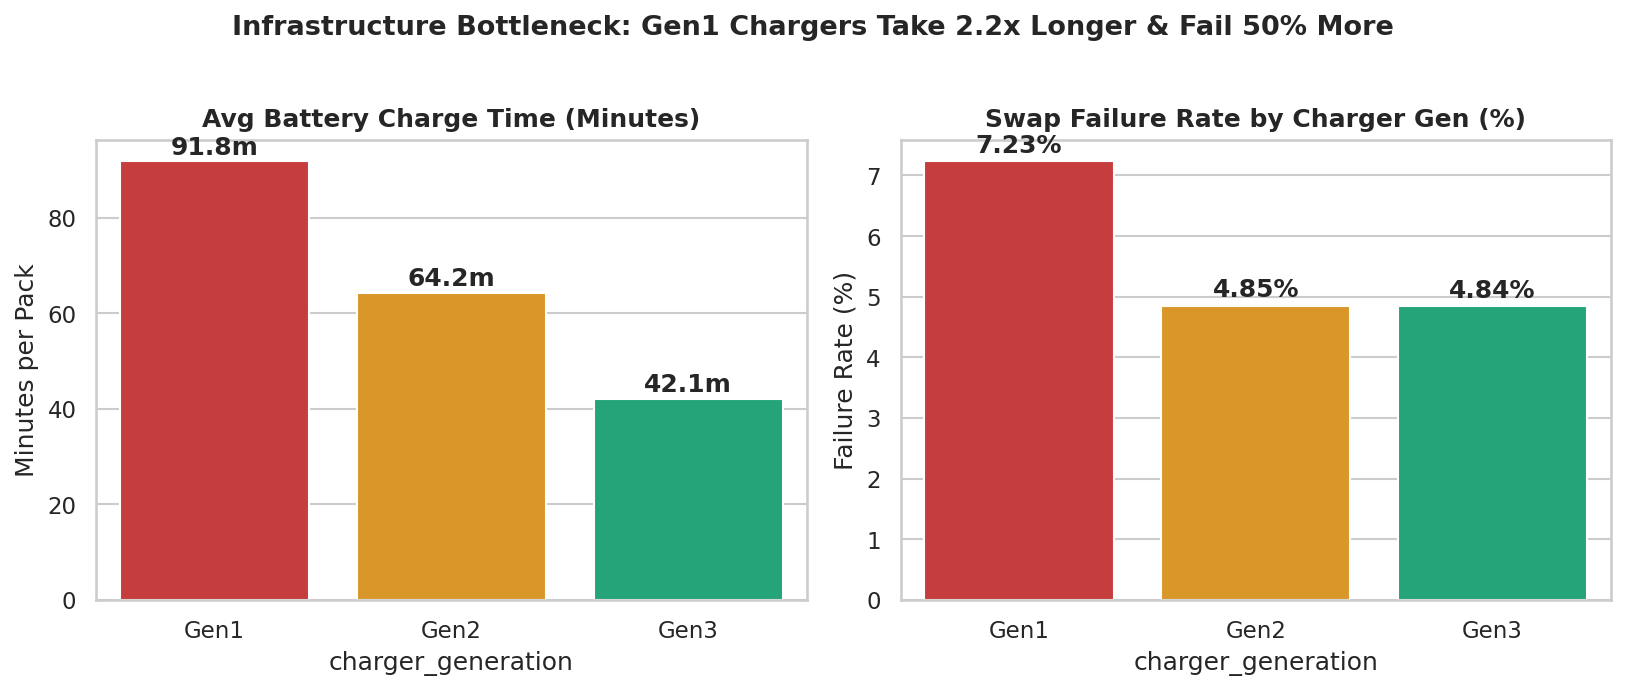 Infrastructure Bottleneck: Gen1 Chargers Take 2.2x Longer & Fail 50% More
Avg Battery Charge Time (Minutes)
91.8m
64.2m
42.1m
Minutes per Pack
80
60
40
20
0
Gen1
Gen2
Gen3
charger_generation
Swap Failure Rate by Charger Gen (%)
7.23%
4.85%
4.84%
Failure Rate (%)
7
6
5
4
3
2
1
0
Gen1
Gen2
Gen3
charger_generation